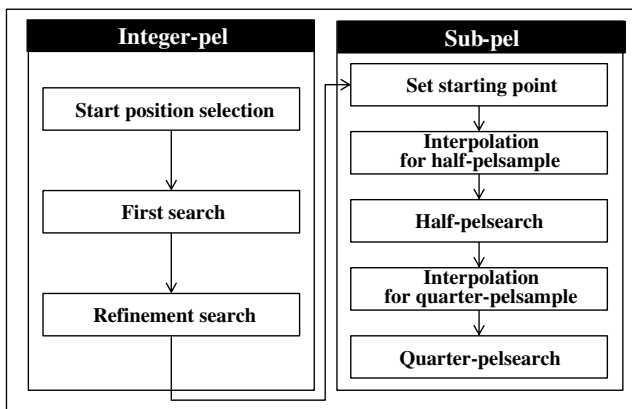 Integer-pel
Start position selection
First search
Refinement search
Sub-pel
Set starting point
Interpolation
for half-pelsample
Half-pelsearch
Interpolation
for quarter-pelsample
Quarter-pelsearch